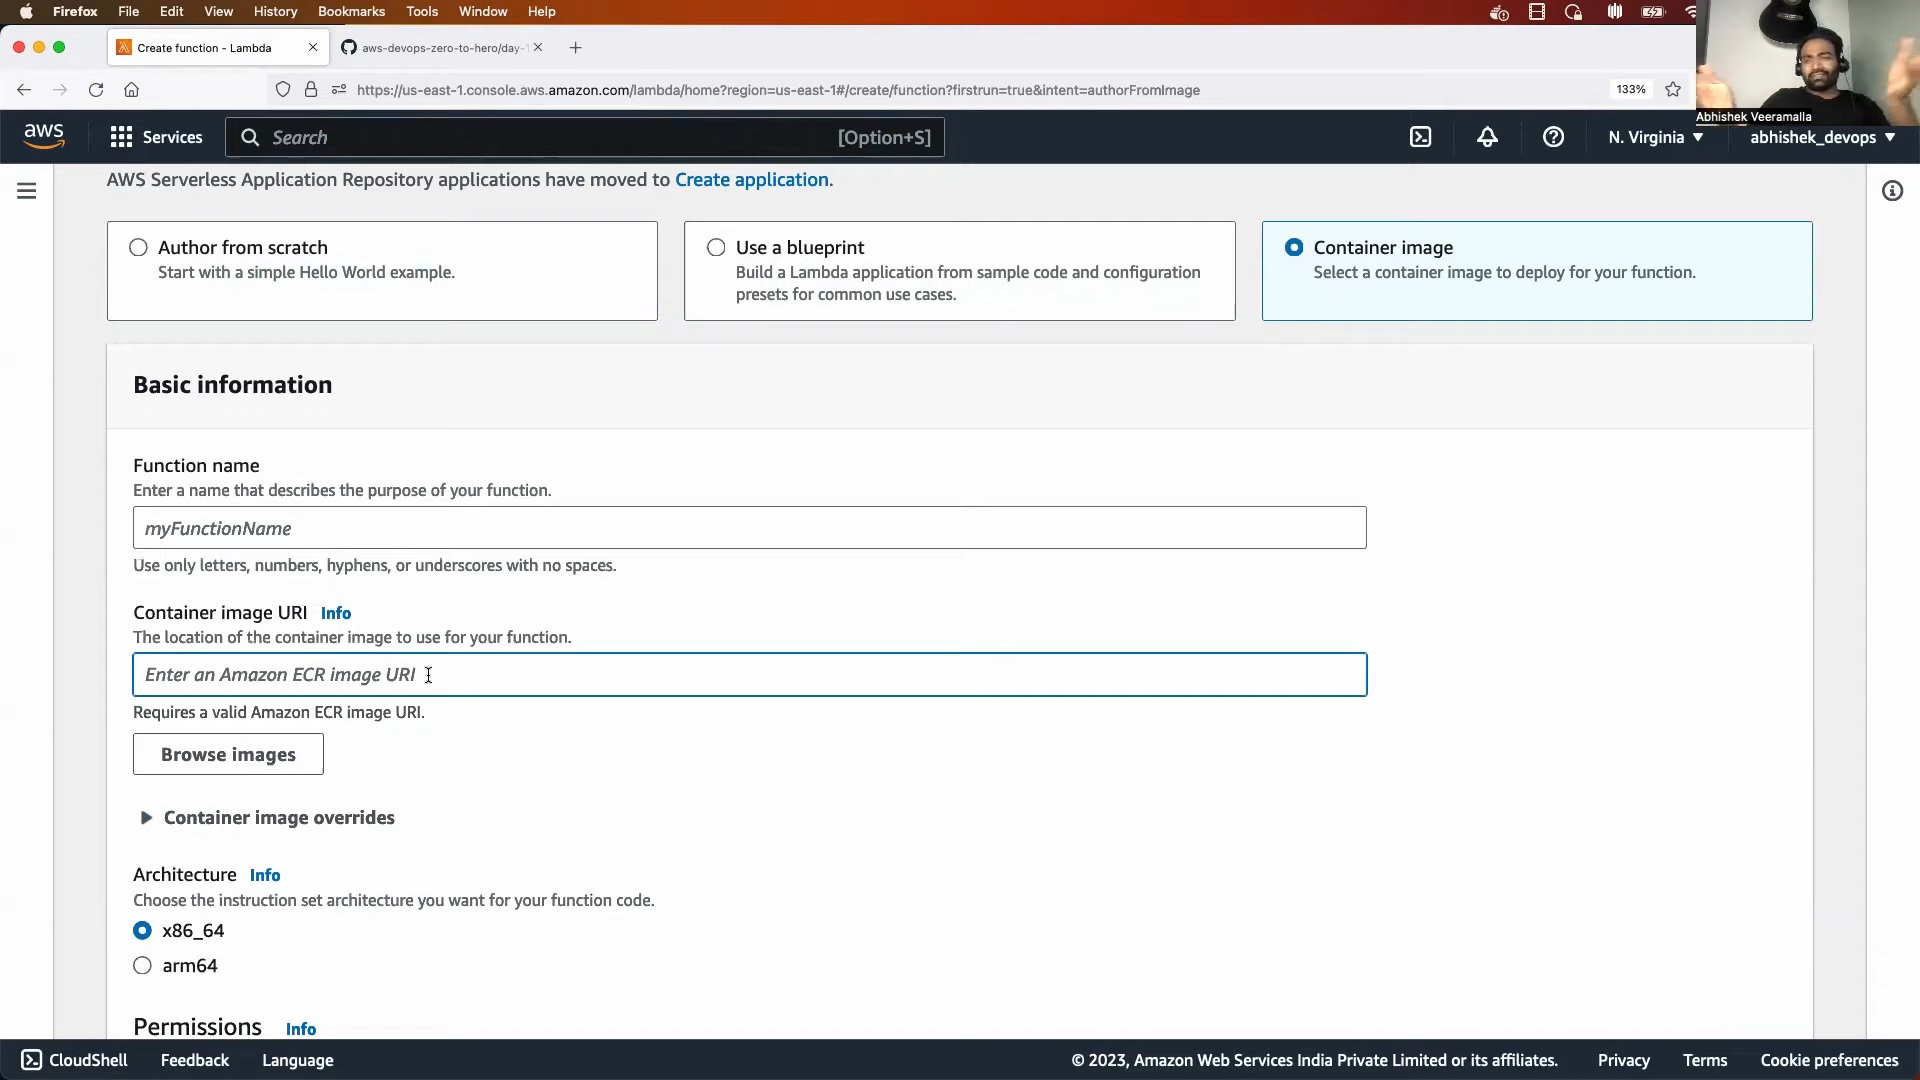 Firefox File Edit View History Bookmarks Tools Window Help
Create function - Lambda
aws-devops-zero-to-hero/day-
https://us-east-1.console.aws.amazon.com/lambda/home?region=us-east-1#/create/function?firstrun=true&intent=authorFromImage
133%
Abhishek Veeramalla
aws
Services
Search
[Option+S]
N. Virginia
abhishek_devops
AWS Serverless Application Repository applications have moved to Create application.
Author from scratch
Start with a simple Hello World example.
Use a blueprint
Build a Lambda application from sample code and configuration
presets for common use cases.
Container image
Select a container image to deploy for your function.
Basic information
Function name
Enter a name that describes the purpose of your function.
myFunctionName
Use only letters, numbers, hyphens, or underscores with no spaces.
Container image URI Info
The location of the container image to use for your function.
Enter an Amazon ECR image URI
Requires a valid Amazon ECR image URI.
Browse images
Container image overrides
Architecture Info
Choose the instruction set architecture you want for your function code.
x86_64
arm64
Permissions Info
CloudShell Feedback Language
© 2023, Amazon Web Services India Private Limited or its affiliates. Privacy Terms Cookie preferences